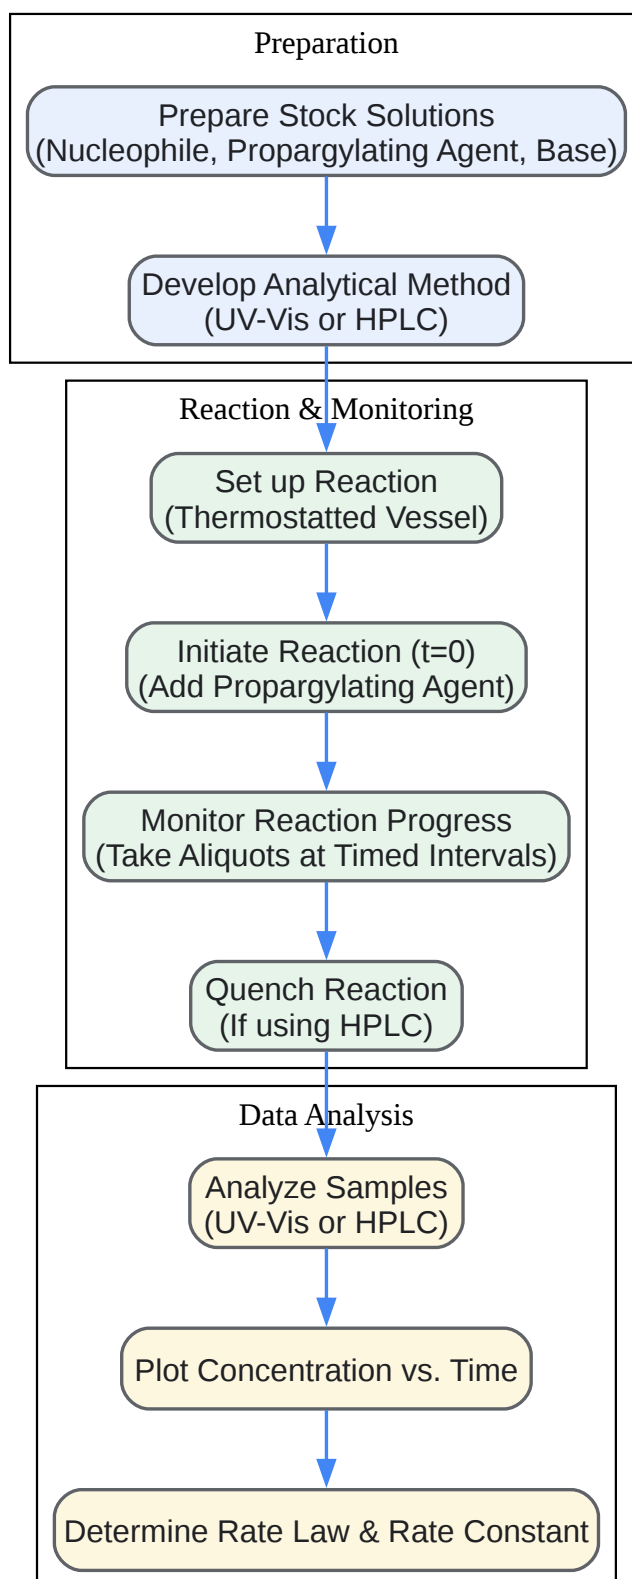 Preparation
Prepare Stock Solutions
(Nucleophile, Propargylating Agent, Base)
Develop Analytical Method
(UV-Vis or HPLC)
Reaction & Monitoring
Set up Reaction
(Thermostatted Vessel)
Initiate Reaction (t=0)
(Add Propargylating Agent)
Monitor Reaction Progress
(Take Aliquots at Timed Intervals)
Quench Reaction
(If using HPLC)
Data Analysis
Analyze Samples
(UV-Vis or HPLC)
Plot Concentration vs. Time
Determine Rate Law & Rate Constant